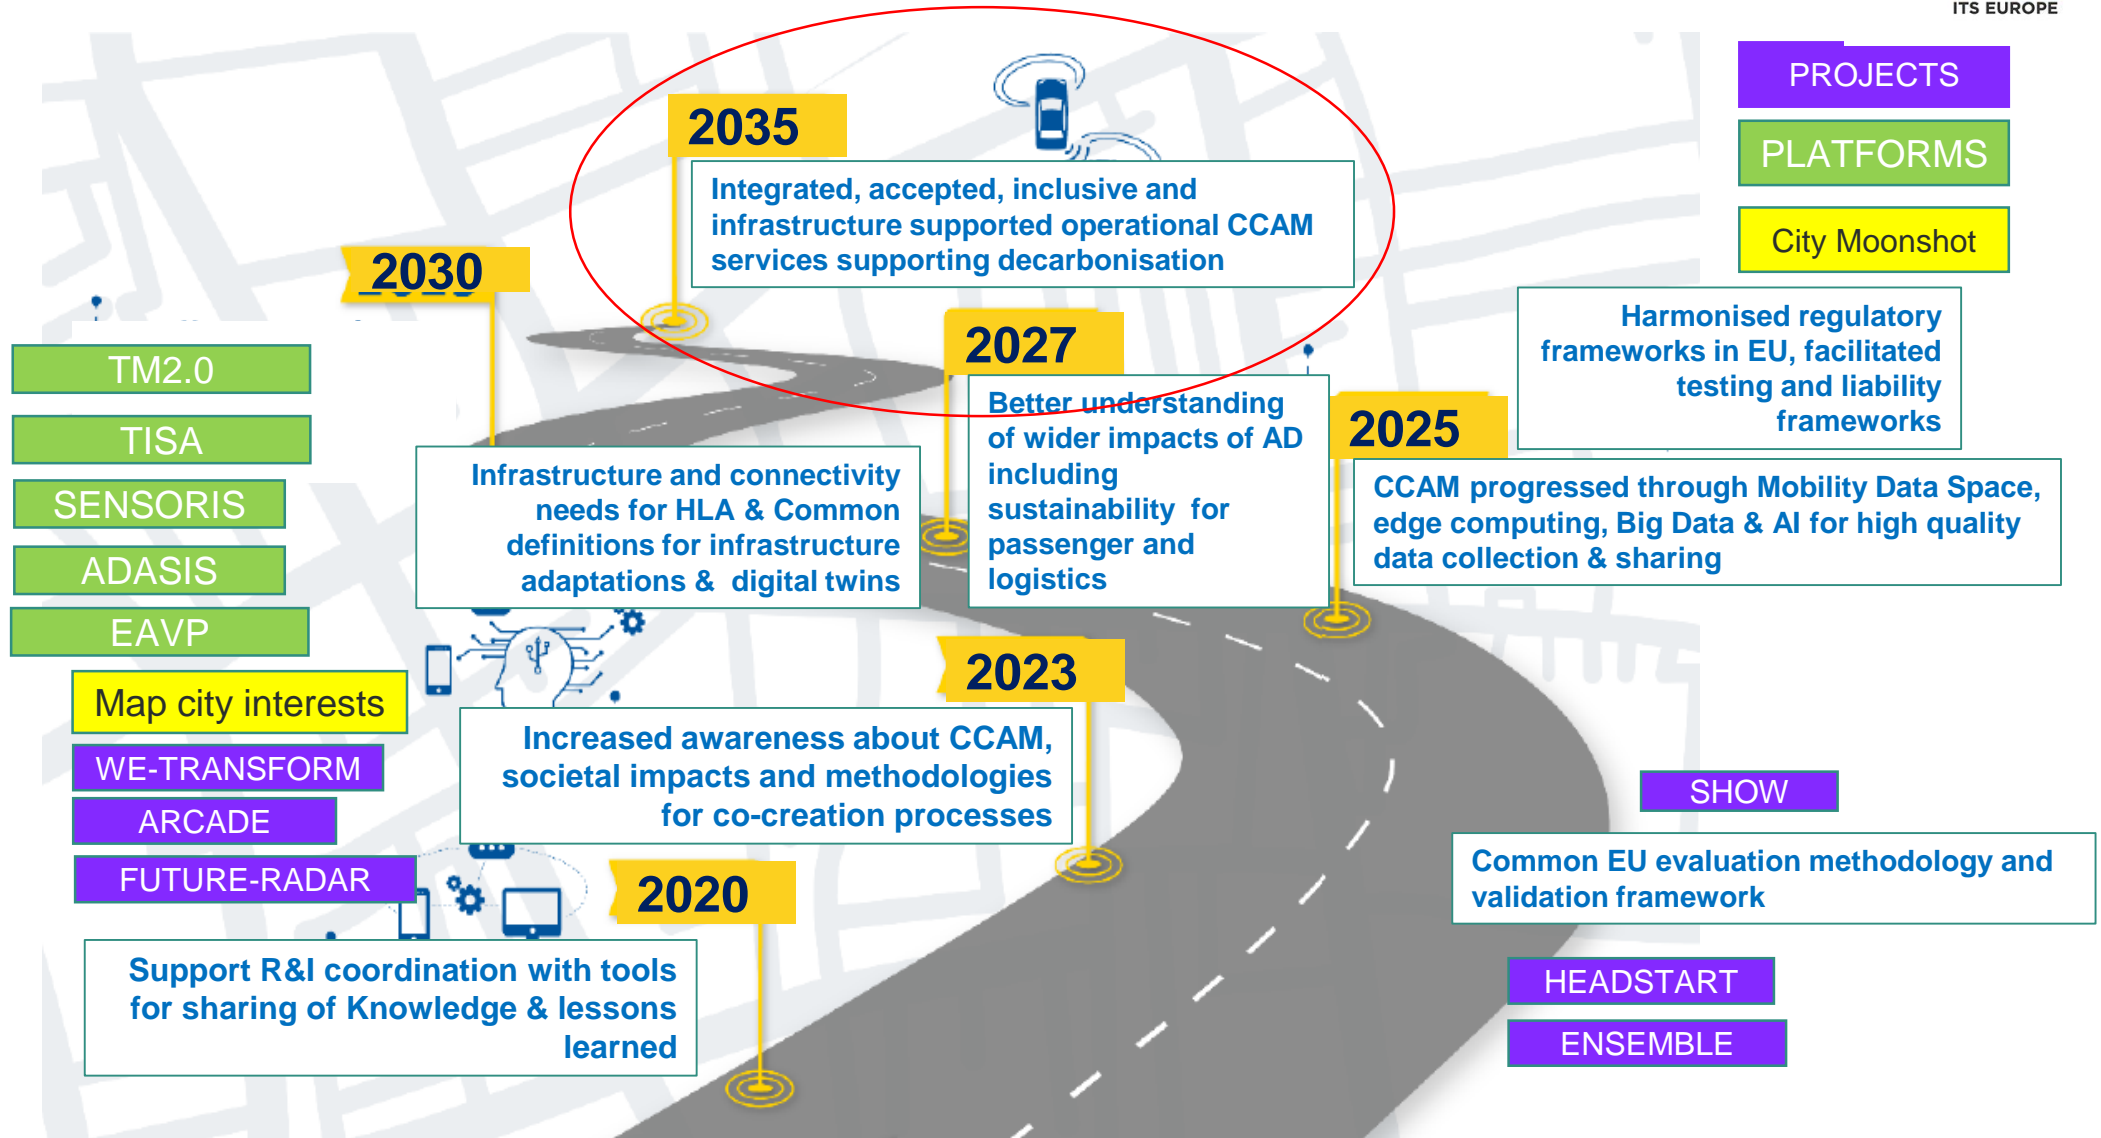 ITS EUROPE
PROJECTS
PLATFORMS
City Moonshot
2035
Integrated, accepted, inclusive and
infrastructure supported operational CCAM
services supporting decarbonisation
2030
Infrastructure and connectivity
needs for HLA & Common
definitions for infrastructure
adaptations & digital twins
2027
Better understanding
of wider impacts of AD
including
sustainability for
passenger and
logistics
Harmonised regulatory
frameworks in EU, facilitated
testing and liability
frameworks
2025
CCAM progressed through Mobility Data Space,
edge computing, Big Data & AI for high quality
data collection & sharing
TM2.0
TISA
SENSORIS
ADASIS
EAVP
Map city interests
WE-TRANSFORM
ARCADE
FUTURE-RADAR
2023
Increased awareness about CCAM,
societal impacts and methodologies
for co-creation processes
SHOW
Common EU evaluation methodology and
validation framework
HEADSTART
ENSEMBLE
2020
Support R&I coordination with tools
for sharing of Knowledge & lessons
learned